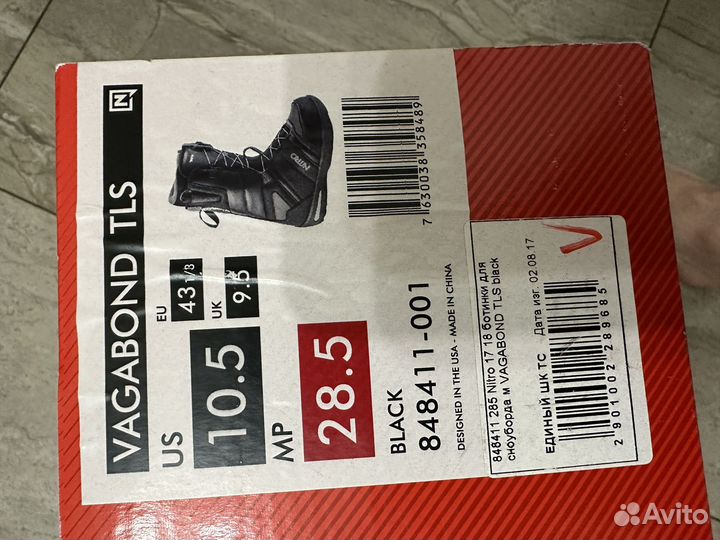 VAGABOND TLS
N
US
10.5
EU
43 1/3
UK
9.5
MP
28.5
NITRO
BLACK
848411-001
DESIGNED IN THE USA - MADE IN CHINA
7 630038 358489
848411 285 Nitro 17 18 ботинки для
сноуборда м VAGABOND TLS black
ЕДИНЫЙ ШК ТС Дата изг. 02.08.17
2 901002 289685
Avito